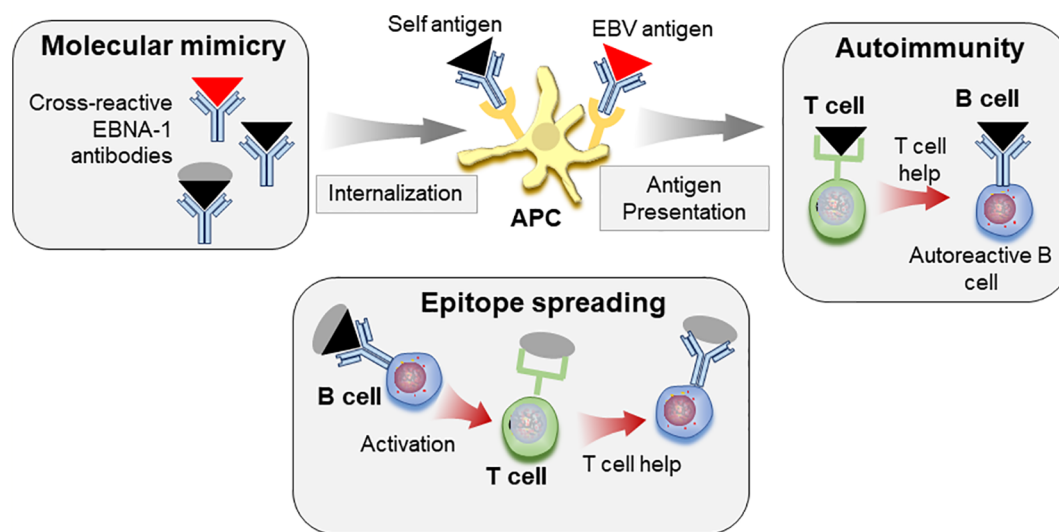 Molecular mimicry
Cross-reactive
EBNA-1
antibodies
Self antigen
EBV antigen
Internalization
APC
Antigen
Presentation
Autoimmunity
T cell
B cell
T cell
help
Autoreactive B
cell
Epitope spreading
B cell
Activation
T cell
T cell help